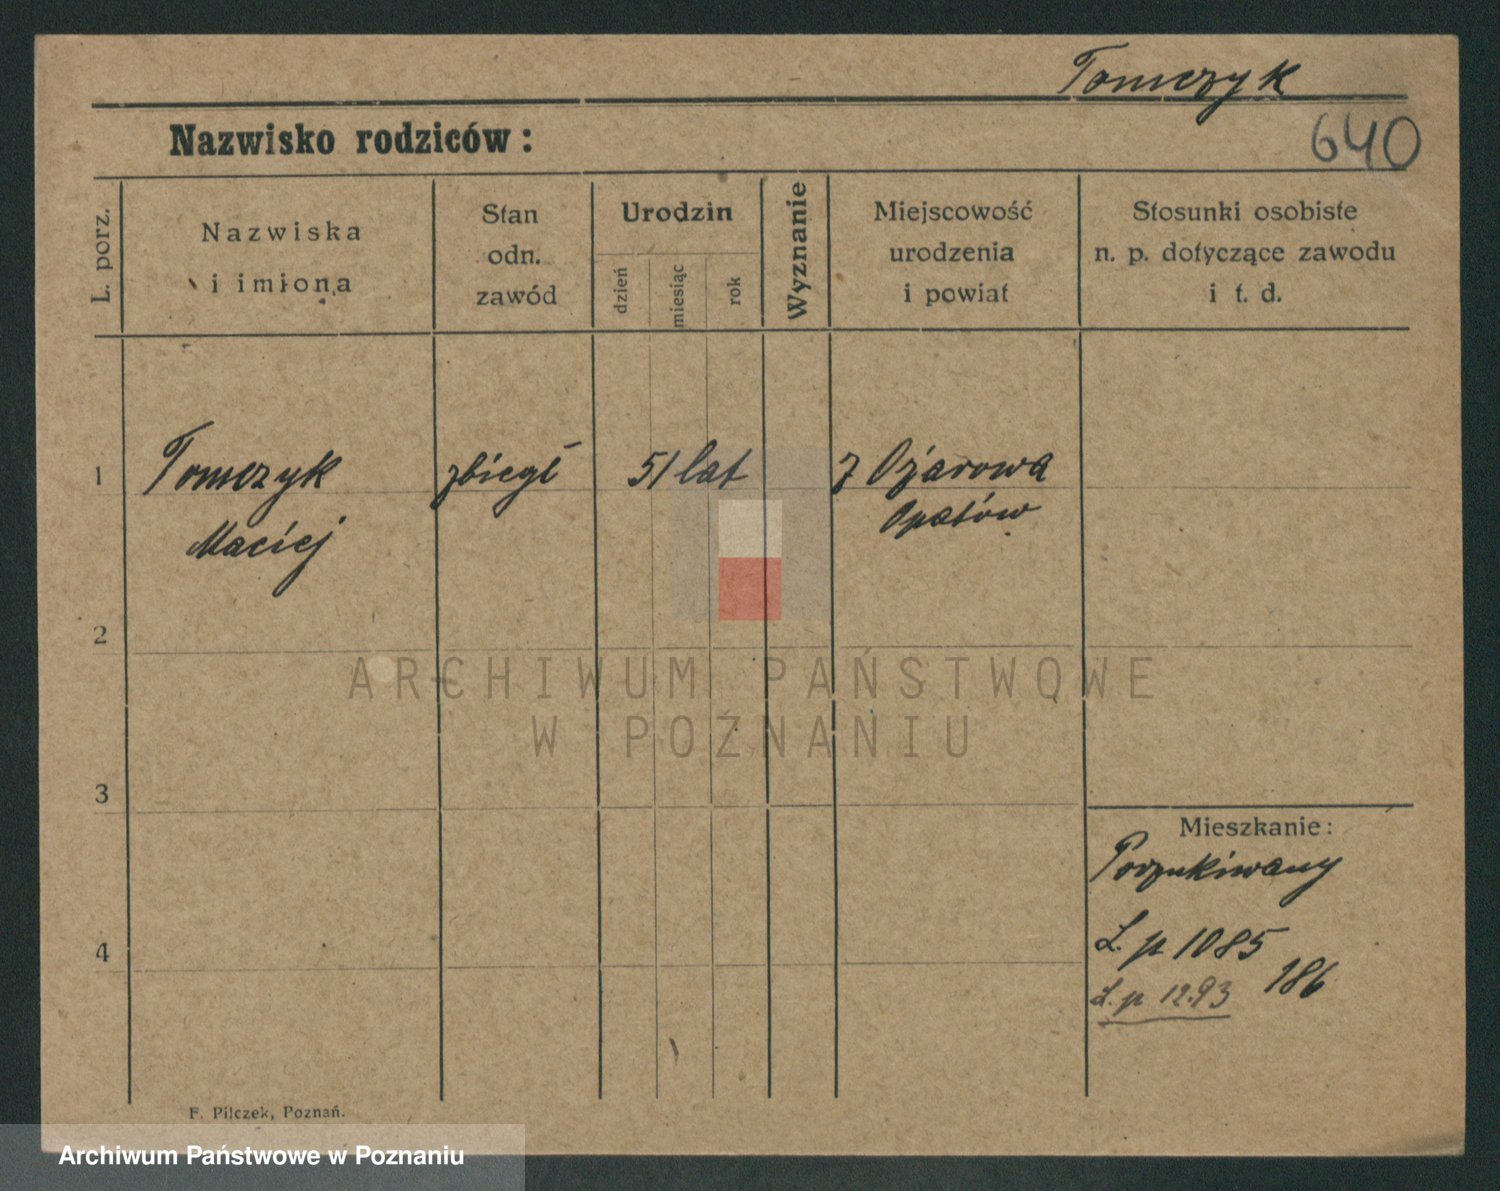 Tomczyk
640
Nazwisko rodziców:
L. porz.
Nazwiska
i imiona
Stan
odn.
zawód
Urodzin
dzień
miesiąc
rok
Wyznanie
Miejscowość
urodzenia
i powiat
Stosunki osobiste
n. p. dotyczące zawodu
i t. d.
1 Tomczyk zbiegł 51 lat z Ożarowa
Maciej Opatów
2
ARCHIWUM PAŃSTWOWE
W POZNANIU
3
Mieszkanie:
Poszukiwany
4
L. p 1085
186
L. p 1293
F. Pilczek, Poznań.
Archiwum Państwowe w Poznaniu